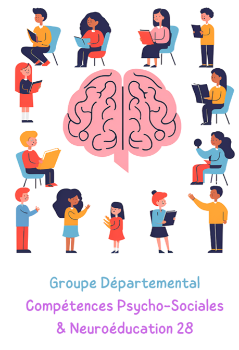 Groupe Départemental
Compétences Psycho-Sociales
& Neuroéducation 28